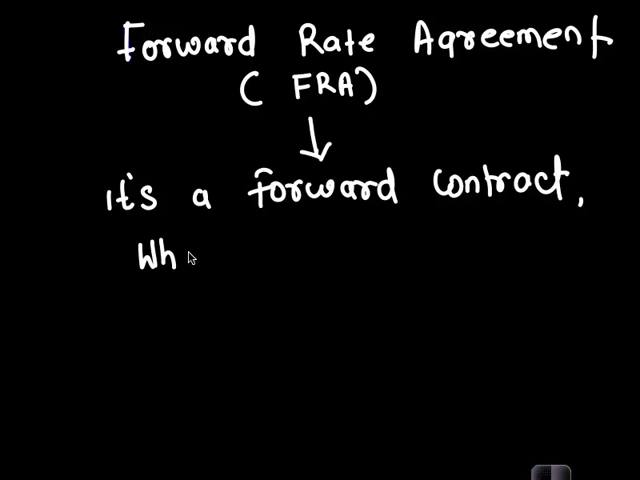 Forward Rate Agreement
( FRA)
it's a forward contract,
Wh